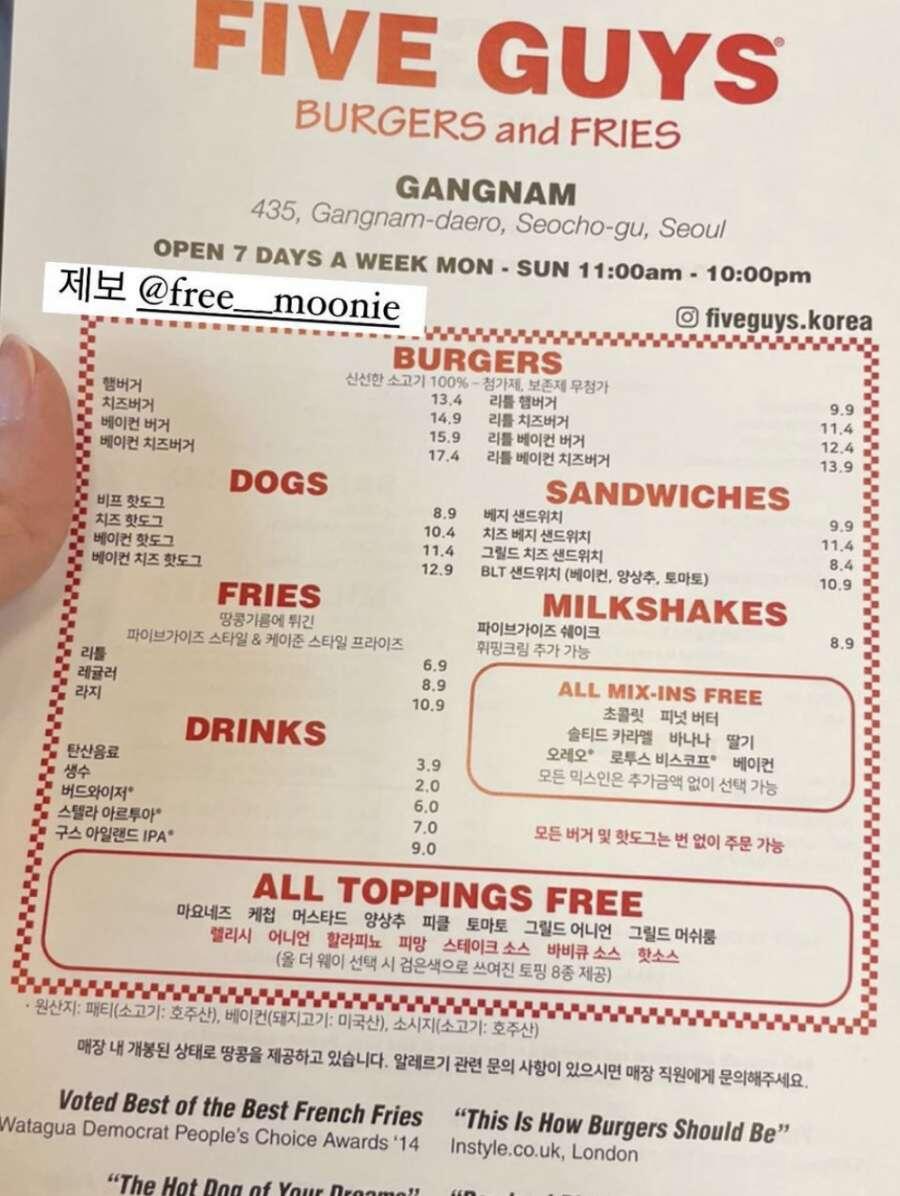 FIVE GUYS®
BURGERS and FRIES
GANGNAM
435, Gangnam-daero, Seocho-gu, Seoul
OPEN 7 DAYS A WEEK MON - SUN 11:00am - 10:00pm
제보 @free__moonie
fiveguys.korea
BURGERS
신선한 소고기 100% – 첨가제, 보존제 무첨가
햄버거 13.4
치즈버거 14.9
베이컨 버거 15.9
베이컨 치즈버거 17.4
리틀 햄버거 9.9
리틀 치즈버거 11.4
리틀 베이컨 버거 12.4
리틀 베이컨 치즈버거 13.9
DOGS
비프 핫도그 8.9
치즈 핫도그 10.4
베이컨 핫도그 11.4
베이컨 치즈 핫도그 12.9
SANDWICHES
베지 샌드위치 9.9
치즈 베지 샌드위치 11.4
그릴드 치즈 샌드위치 8.4
BLT 샌드위치 (베이컨, 양상추, 토마토) 10.9
FRIES
땅콩기름에 튀긴
파이브가이즈 스타일 & 케이준 스타일 프라이즈
리틀 6.9
레귤러 8.9
라지 10.9
MILKSHAKES
파이브가이즈 쉐이크 8.9
휘핑크림 추가 가능
ALL MIX-INS FREE
초콜릿 피넛 버터
솔티드 카라멜 바나나 딸기
오레오® 로투스 비스코프® 베이컨
모든 믹스인은 추가금액 없이 선택 가능
DRINKS
탄산음료 3.9
생수 2.0
버드와이저® 6.0
스텔라 아르투아® 7.0
구스 아일랜드 IPA® 9.0
모든 버거 및 핫도그는 번 없이 주문 가능
ALL TOPPINGS FREE
마요네즈 케첩 머스타드 양상추 피클 토마토 그릴드 어니언 그릴드 머쉬룸
렐리시 어니언 할라피뇨 피망 스테이크 소스 바비큐 소스 핫소스
(올 더 웨이 선택 시 검은색으로 쓰여진 토핑 8종 제공)
· 원산지: 패티(소고기: 호주산), 베이컨(돼지고기: 미국산), 소시지(소고기: 호주산)
매장 내 개봉된 상태로 땅콩을 제공하고 있습니다. 알레르기 관련 문의 사항이 있으시면 매장 직원에게 문의해주세요.
Voted Best of the Best French Fries
Watagua Democrat People's Choice Awards '14
"This Is How Burgers Should Be"
Instyle.co.uk, London
"The Hot Dog of Your Dreams"